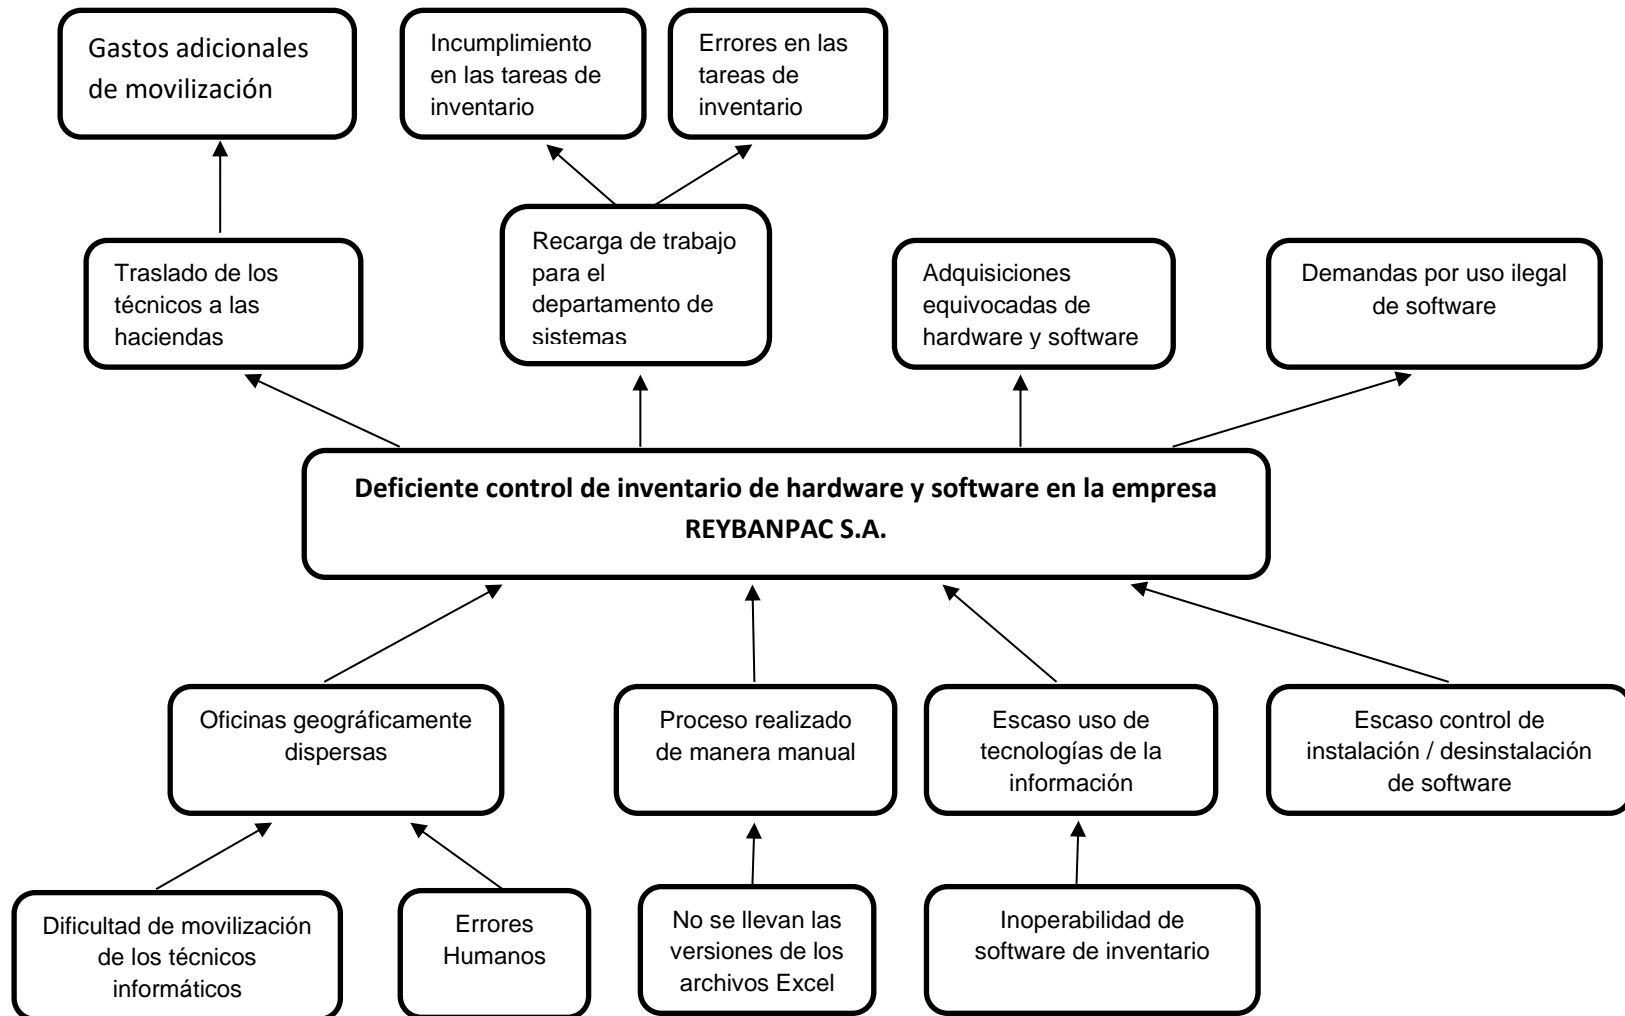 Gastos adicionales
de movilización
Incumplimiento
en las tareas de
inventario
Errores en las
tareas de
inventario
Traslado de los
técnicos a las
haciendas
Recarga de trabajo
para el
departamento de
sistemas
Adquisiciones
equivocadas de
hardware y software
Demandas por uso ilegal
de software
Deficiente control de inventario de hardware y software en la empresa
REYBANPAC S.A.
Oficinas geográficamente
dispersas
Proceso realizado
de manera manual
Escaso uso de
tecnologías de la
información
Escaso control de
instalación / desinstalación
de software
Dificultad de movilización
de los técnicos
informáticos
Errores
Humanos
No se llevan las
versiones de los
archivos Excel
Inoperabilidad de
software de inventario